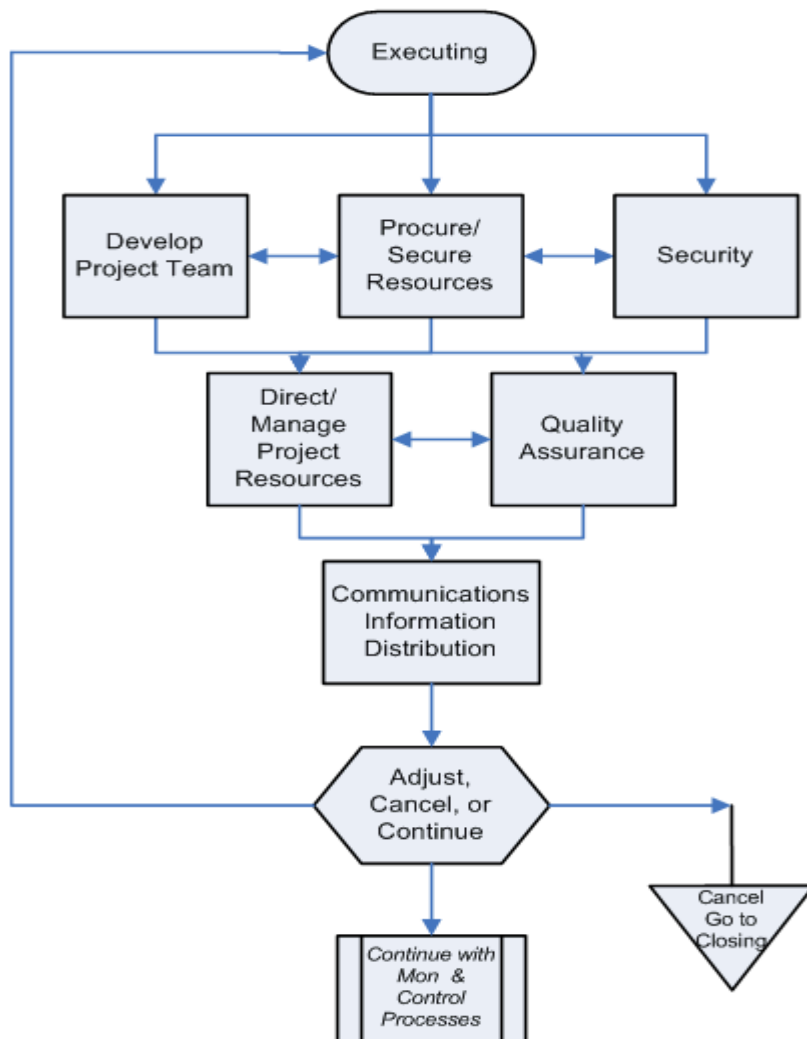 Executing
Develop
Project Team
Procure/
Secure
Resources
Security
Direct/
Manage
Project
Resources
Quality
Assurance
Communications
Information
Distribution
Adjust,
Cancel, or
Continue
Cancel
Go to
Closing
Continue with
Mon & 
Control
Processes